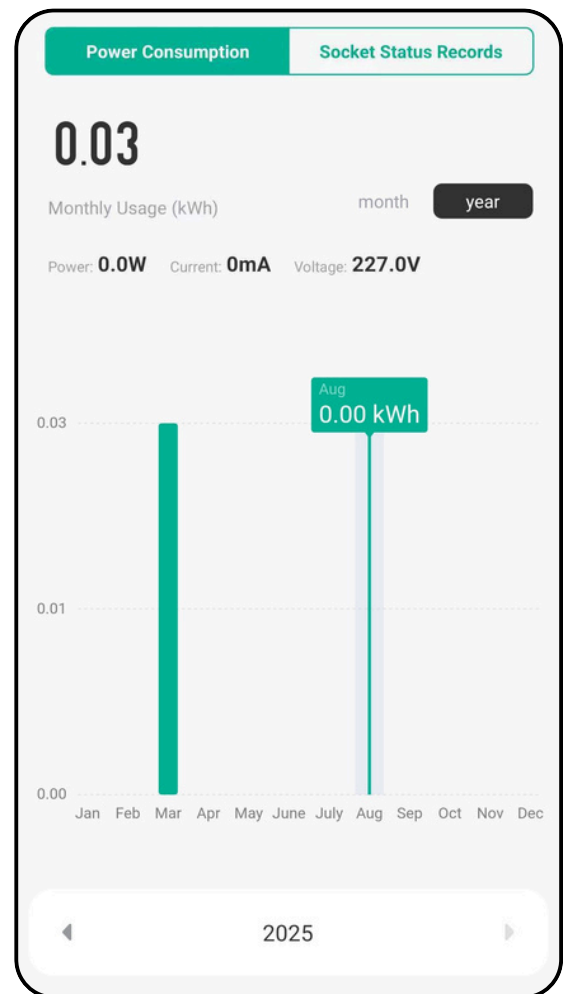 Power Consumption Socket Status Records
0.03
Monthly Usage (kWh) month year
Power: 0.0W Current: 0mA Voltage: 227.0V
Aug
0.00 kWh
0.03
0.01
0.00
Jan Feb Mar Apr May June July Aug Sep Oct Nov Dec
2025